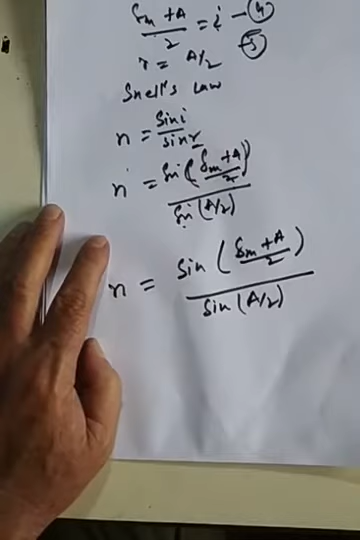 (δm + A)/2 = i – (4)
r = A/2 (5)
Snell's Law
n = sin i / sin r
n = sin((δm + A)/2) / sin(A/2)
n = sin((δm + A)/2) / sin(A/2)